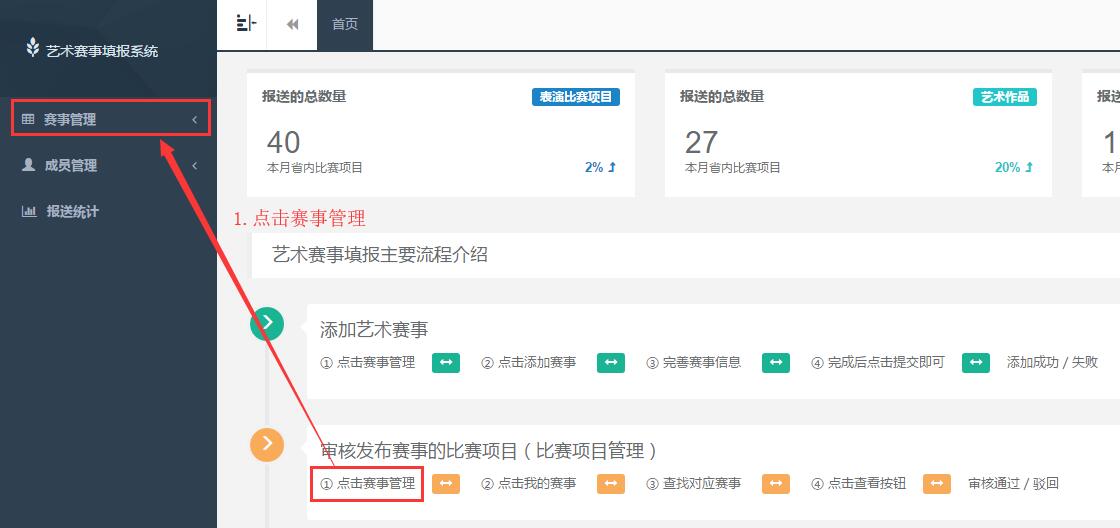 艺术赛事填报系统
首页
赛事管理
成员管理
报送统计
报送的总数量 表演比赛项目
40
本月省内比赛项目 2%
报送的总数量 艺术作品
27
本月省内比赛项目 20%
1. 点击赛事管理
艺术赛事填报主要流程介绍
添加艺术赛事
① 点击赛事管理 ② 点击添加赛事 ③ 完善赛事信息 ④ 完成后点击提交即可 添加成功 / 失败
审核发布赛事的比赛项目 ( 比赛项目管理 )
① 点击赛事管理 ② 点击我的赛事 ③ 查找对应赛事 ④ 点击查看按钮 审核通过 / 驳回